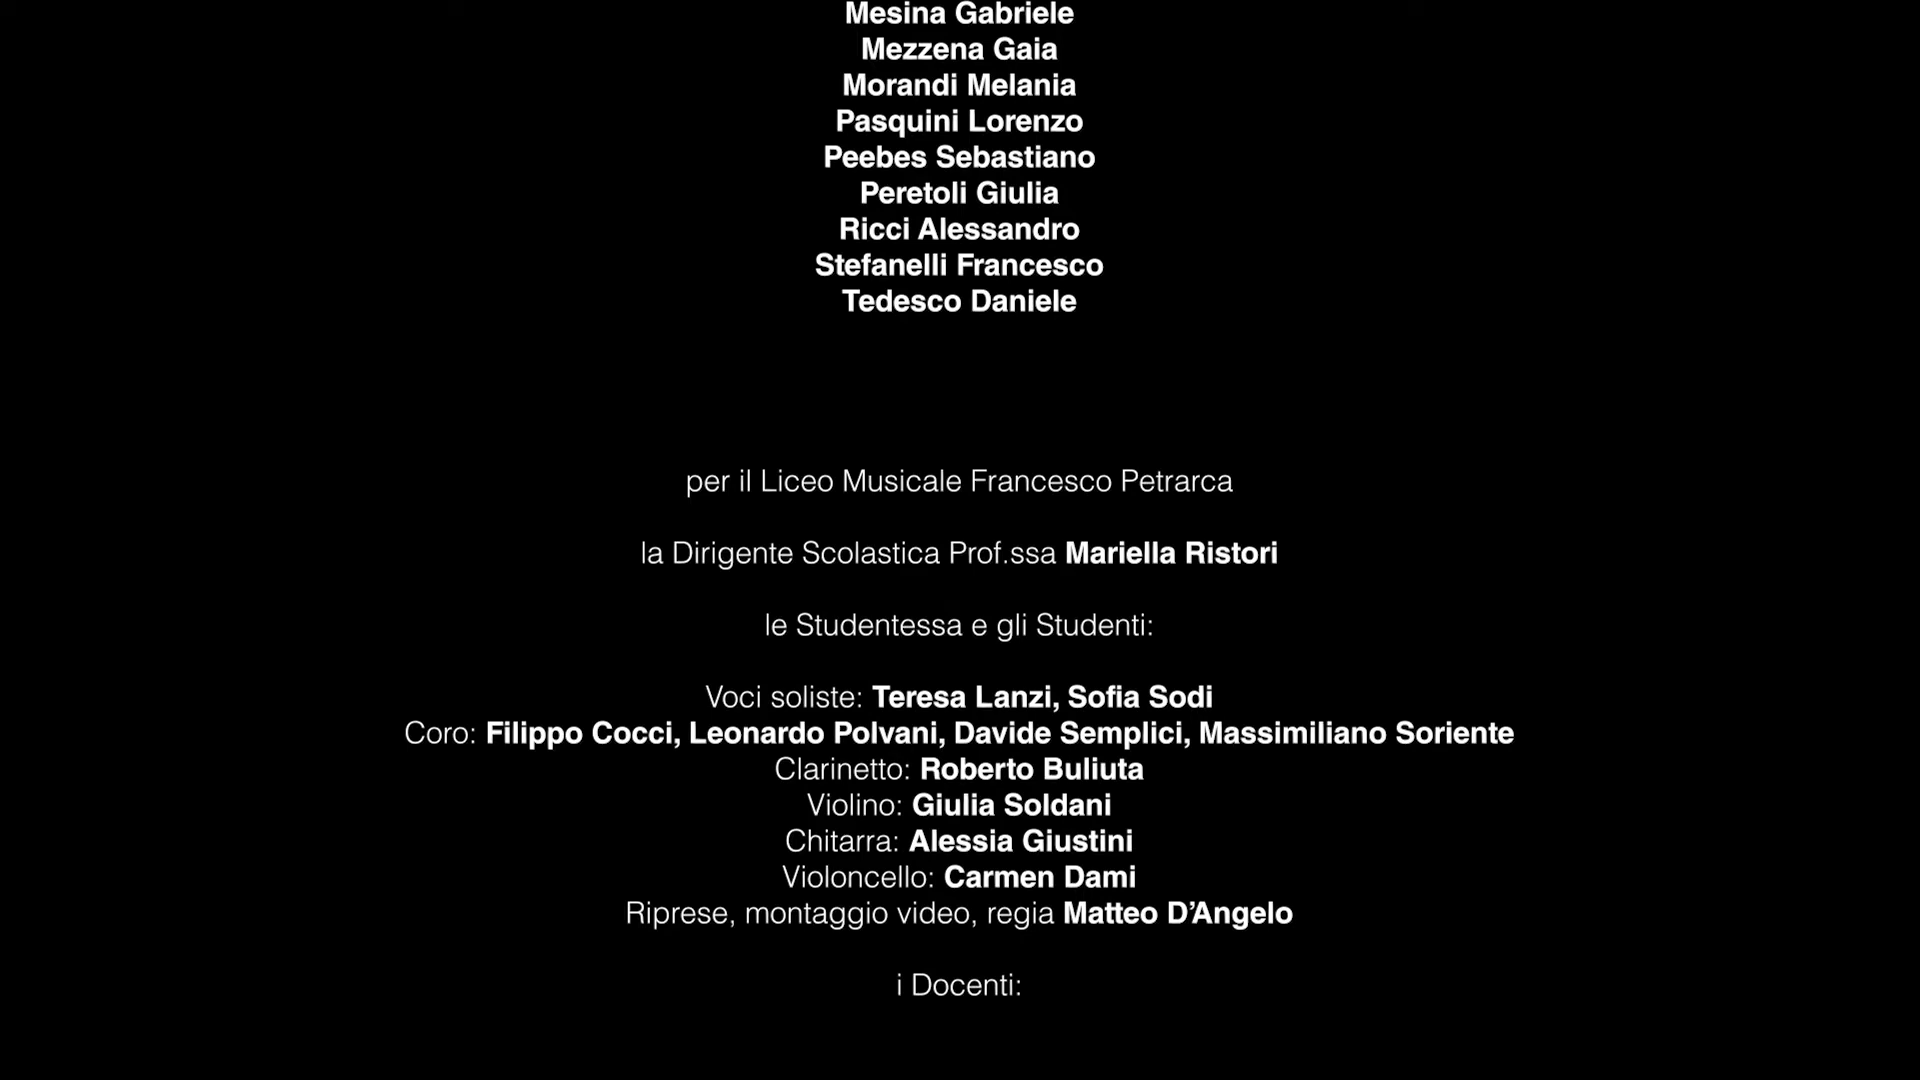 Mesina Gabriele
Mezzena Gaia
Morandi Melania
Pasquini Lorenzo
Peebes Sebastiano
Peretoli Giulia
Ricci Alessandro
Stefanelli Francesco
Tedesco Daniele
per il Liceo Musicale Francesco Petrarca
la Dirigente Scolastica Prof.ssa Mariella Ristori
le Studentessa e gli Studenti:
Voci soliste: Teresa Lanzi, Sofia Sodi
Coro: Filippo Cocci, Leonardo Polvani, Davide Semplici, Massimiliano Soriente
Clarinetto: Roberto Buliuta
Violino: Giulia Soldani
Chitarra: Alessia Giustini
Violoncello: Carmen Dami
Riprese, montaggio video, regia Matteo D’Angelo
i Docenti: